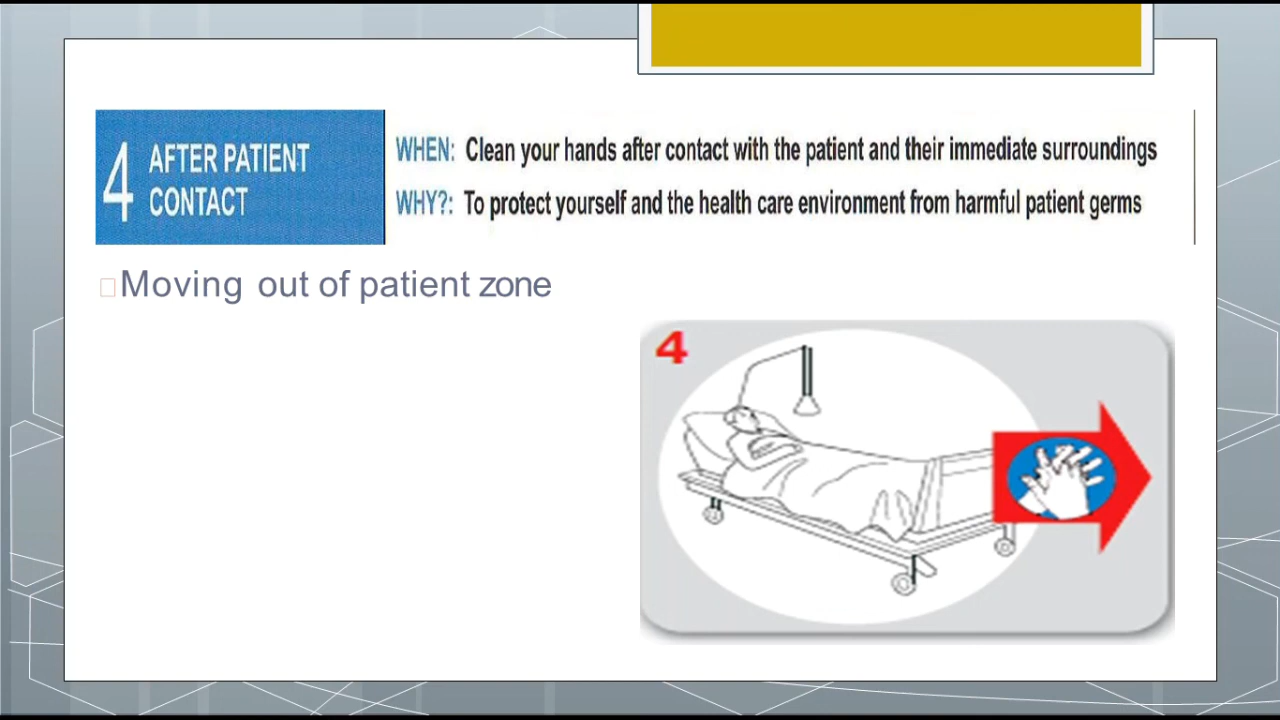 4 AFTER PATIENT
CONTACT
WHEN: Clean your hands after contact with the patient and their immediate surroundings
WHY?: To protect yourself and the health care environment from harmful patient germs
Moving out of patient zone
4